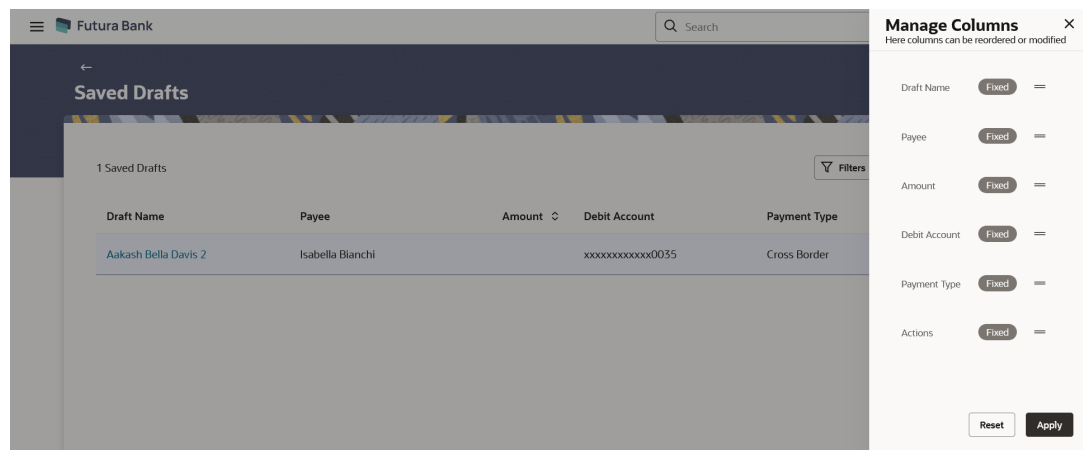 Futura Bank
Search
←
Saved Drafts
1 Saved Drafts
Filters
Draft Name Payee Amount Debit Account Payment Type
Aakash Bella Davis 2 Isabella Bianchi xxxxxxxxxxxx0035 Cross Border
Manage Columns
Here columns can be reordered or modified
Draft Name Fixed
Payee Fixed
Amount Fixed
Debit Account Fixed
Payment Type Fixed
Actions Fixed
Reset Apply